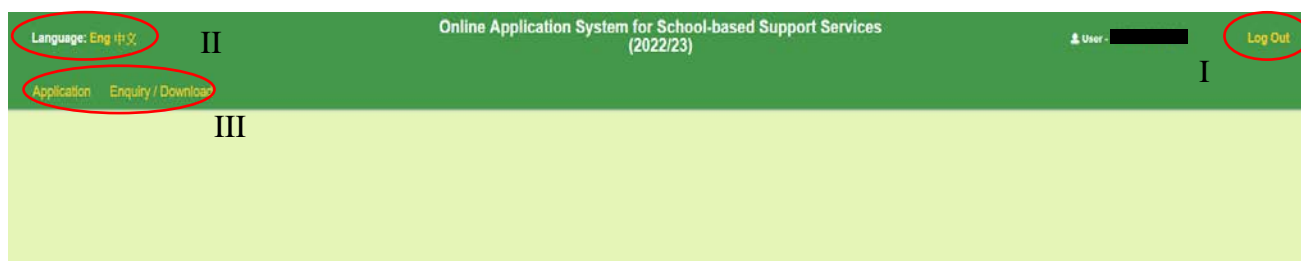 Language: Eng 中文
II
Online Application System for School-based Support Services
(2022/23)
User -
Log Out
I
Application Enquiry / Download
III